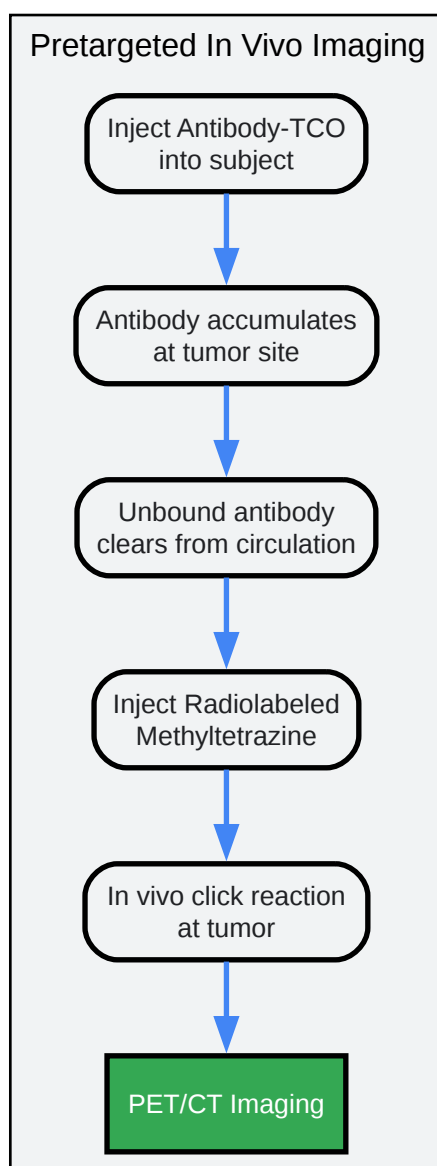 Pretargeted In Vivo Imaging
Inject Antibody-TCO
into subject
Antibody accumulates
at tumor site
Unbound antibody
clears from circulation
Inject Radiolabeled
Methyltetrazine
In vivo click reaction
at tumor
PET/CT Imaging